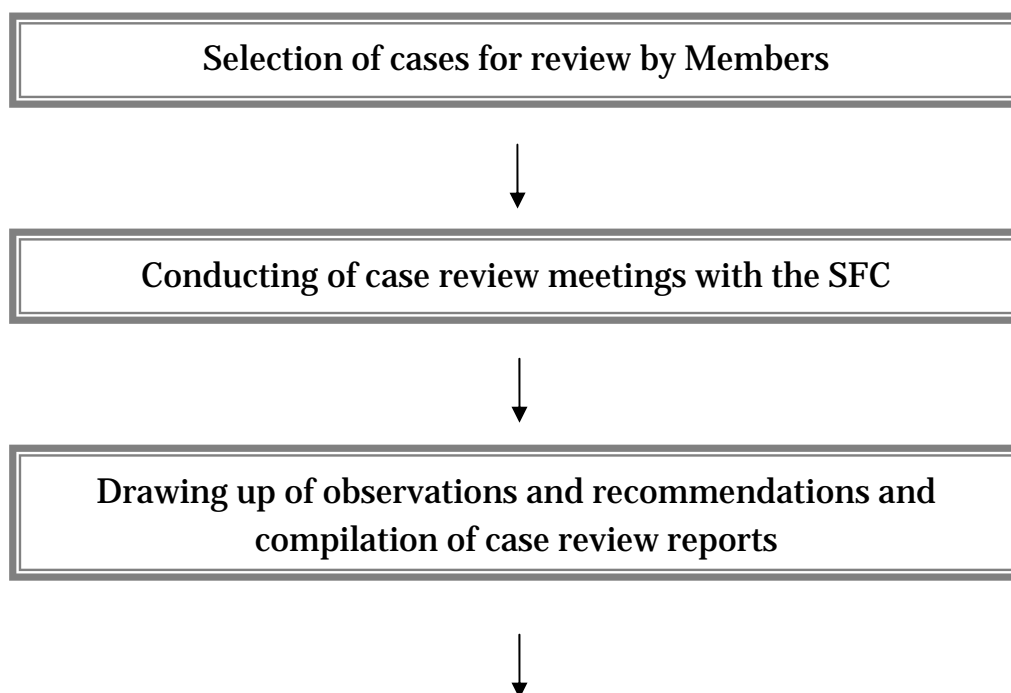 Selection of cases for review by Members
Conducting of case review meetings with the SFC
Drawing up of observations and recommendations and
compilation of case review reports